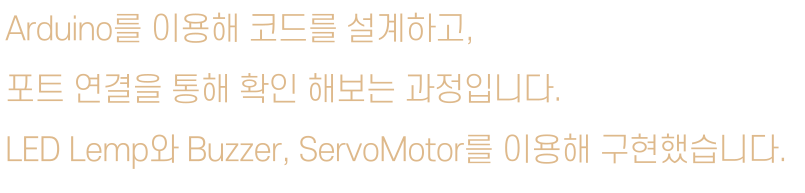 Arduino를 이용해 코드를 설계하고,
포트 연결을 통해 확인 해보는 과정입니다.
LED Lemp와 Buzzer, ServoMotor를 이용해 구현했습니다.